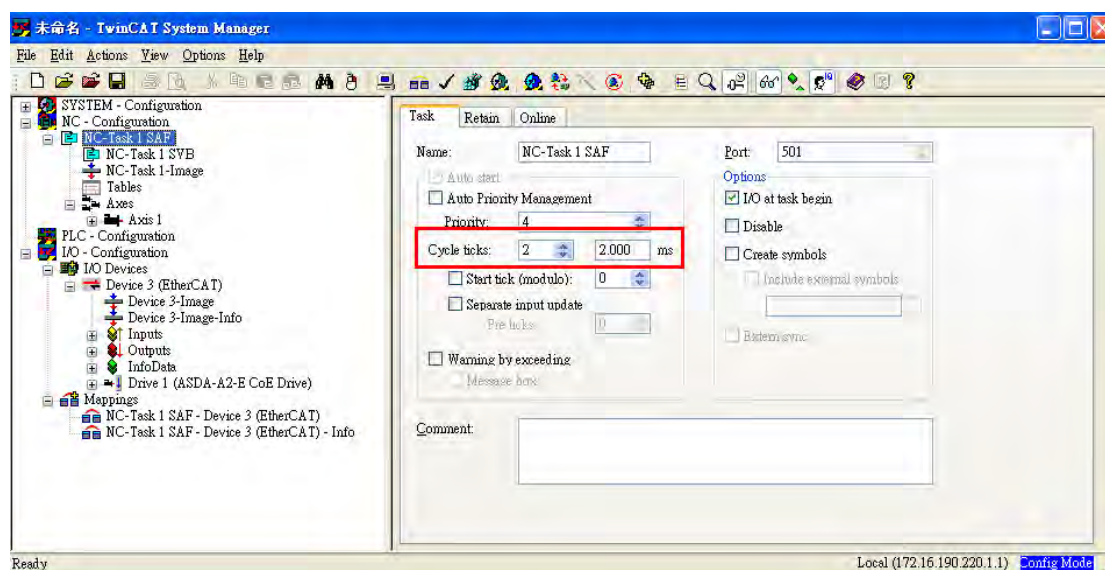 未命名 - TwinCAT System Manager
File Edit Actions View Options Help
SYSTEM - Configuration
NC - Configuration
NC-Task 1 SAF
NC-Task 1 SVB
NC-Task 1-Image
Tables
Axes
Axis 1
PLC - Configuration
I/O - Configuration
I/O Devices
Device 3 (EtherCAT)
Device 3-Image
Device 3-Image-Info
Inputs
Outputs
InfoData
Drive 1 (ASDA-A2-E CoE Drive)
Mappings
NC-Task 1 SAF - Device 3 (EtherCAT)
NC-Task 1 SAF - Device 3 (EtherCAT) - Info
Task Retain Online
Name: NC-Task 1 SAF
Auto start
Auto Priority Management
Priority: 4
Cycle ticks: 2 2.000 ms
Start tick (modulo): 0
Separate input update
Pre ticks: 0
Warning by exceeding
Message box
Comment:
Port: 501
Options
I/O at task begin
Disable
Create symbols
Include external symbols
Extern sync
Ready
Local (172.16.190.220.1.1) Config Mode